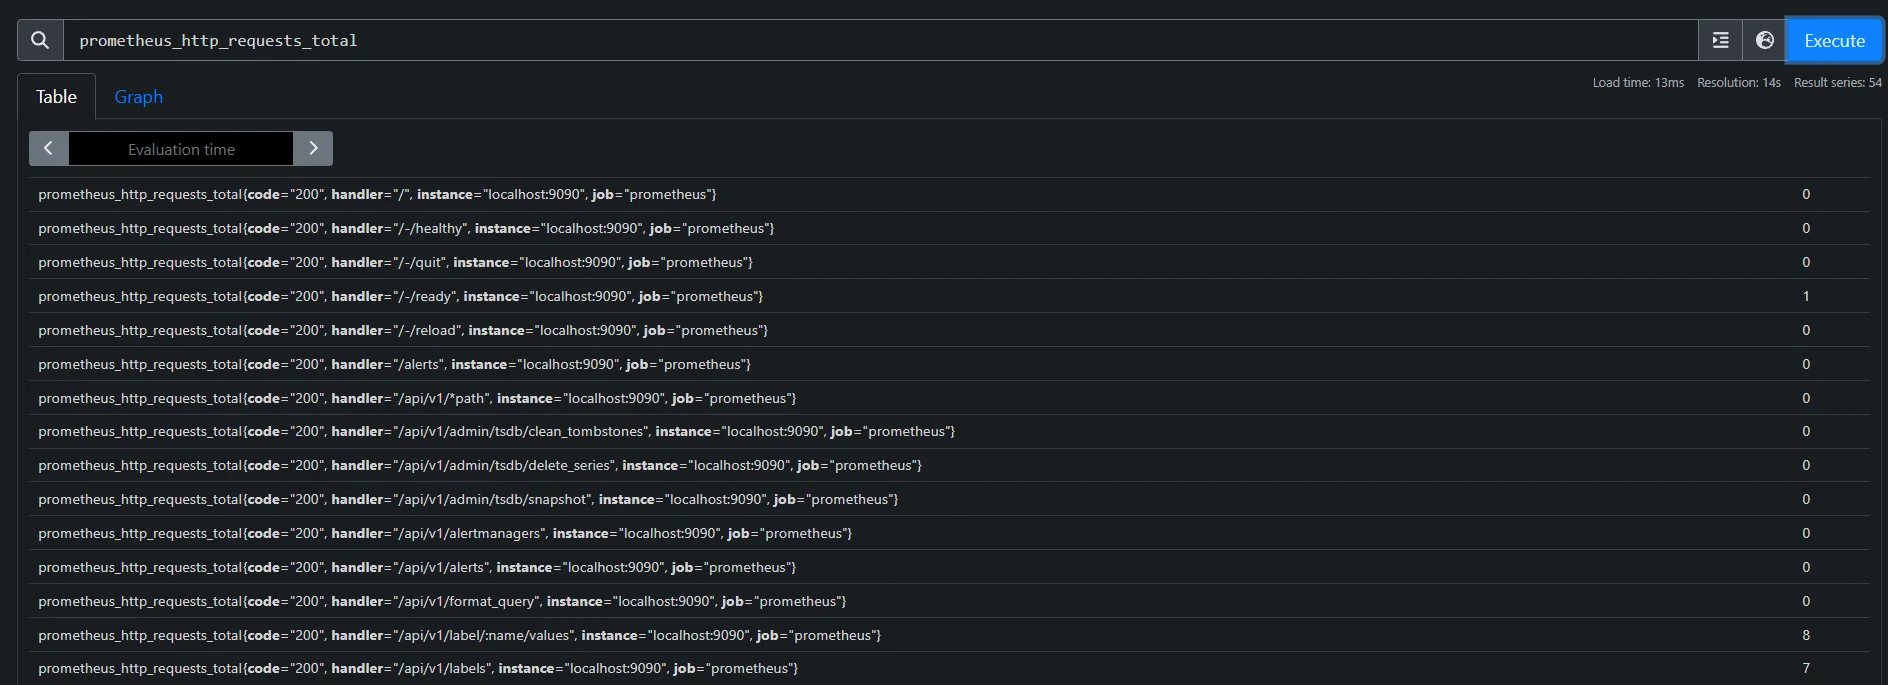 prometheus_http_requests_total
Execute
Table Graph
Load time: 13ms Resolution: 14s Result series: 54
Evaluation time
prometheus_http_requests_total{code="200", handler="/", instance="localhost:9090", job="prometheus"} 0
prometheus_http_requests_total{code="200", handler="/-/healthy", instance="localhost:9090", job="prometheus"} 0
prometheus_http_requests_total{code="200", handler="/-/quit", instance="localhost:9090", job="prometheus"} 0
prometheus_http_requests_total{code="200", handler="/-/ready", instance="localhost:9090", job="prometheus"} 1
prometheus_http_requests_total{code="200", handler="/-/reload", instance="localhost:9090", job="prometheus"} 0
prometheus_http_requests_total{code="200", handler="/alerts", instance="localhost:9090", job="prometheus"} 0
prometheus_http_requests_total{code="200", handler="/api/v1/*path", instance="localhost:9090", job="prometheus"} 0
prometheus_http_requests_total{code="200", handler="/api/v1/admin/tsdb/clean_tombstones", instance="localhost:9090", job="prometheus"} 0
prometheus_http_requests_total{code="200", handler="/api/v1/admin/tsdb/delete_series", instance="localhost:9090", job="prometheus"} 0
prometheus_http_requests_total{code="200", handler="/api/v1/admin/tsdb/snapshot", instance="localhost:9090", job="prometheus"} 0
prometheus_http_requests_total{code="200", handler="/api/v1/alertmanagers", instance="localhost:9090", job="prometheus"} 0
prometheus_http_requests_total{code="200", handler="/api/v1/alerts", instance="localhost:9090", job="prometheus"} 0
prometheus_http_requests_total{code="200", handler="/api/v1/format_query", instance="localhost:9090", job="prometheus"} 0
prometheus_http_requests_total{code="200", handler="/api/v1/label/:name/values", instance="localhost:9090", job="prometheus"} 8
prometheus_http_requests_total{code="200", handler="/api/v1/labels", instance="localhost:9090", job="prometheus"} 7